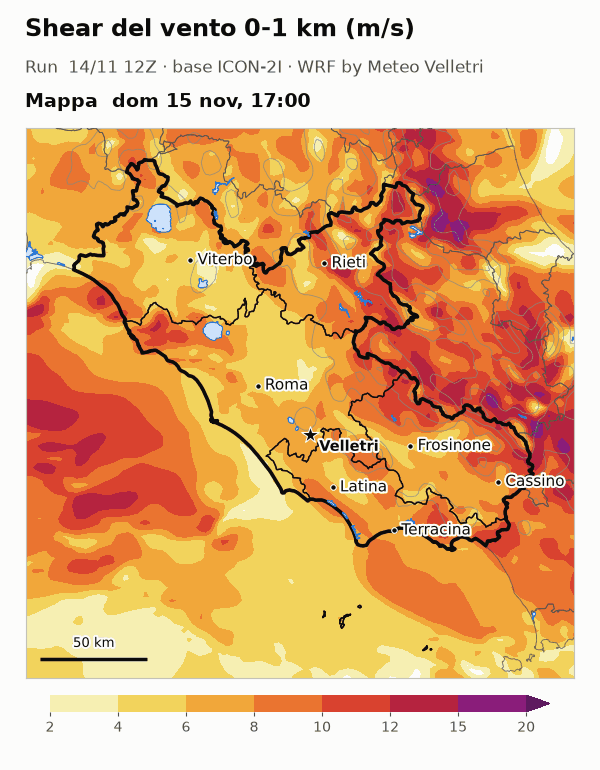 Shear del vento 0-1 km (m/s)
Run  14/11 12Z · base ICON-2I · WRF by Meteo Velletri
Mappa  dom 15 nov, 17:00
Viterbo
Rieti
Roma
Velletri
Frosinone
Latina
Cassino
Terracina
50 km
2 4 6 8 10 12 15 20